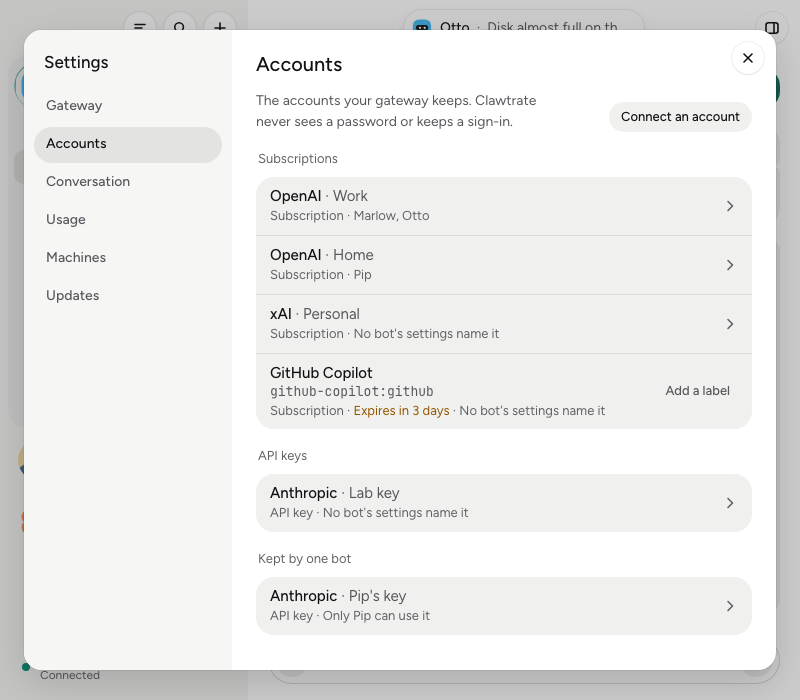 Otto · Disk almost full on th
Settings
Gateway
Accounts
Conversation
Usage
Machines
Updates
Accounts
The accounts your gateway keeps. Clawtrate
never sees a password or keeps a sign-in.
Connect an account
Subscriptions
OpenAI · Work
Subscription · Marlow, Otto
OpenAI · Home
Subscription · Pip
xAI · Personal
Subscription · No bot's settings name it
GitHub Copilot
github-copilot:github
Subscription · Expires in 3 days · No bot's settings name it
Add a label
API keys
Anthropic · Lab key
API key · No bot's settings name it
Kept by one bot
Anthropic · Pip's key
API key · Only Pip can use it
Connected